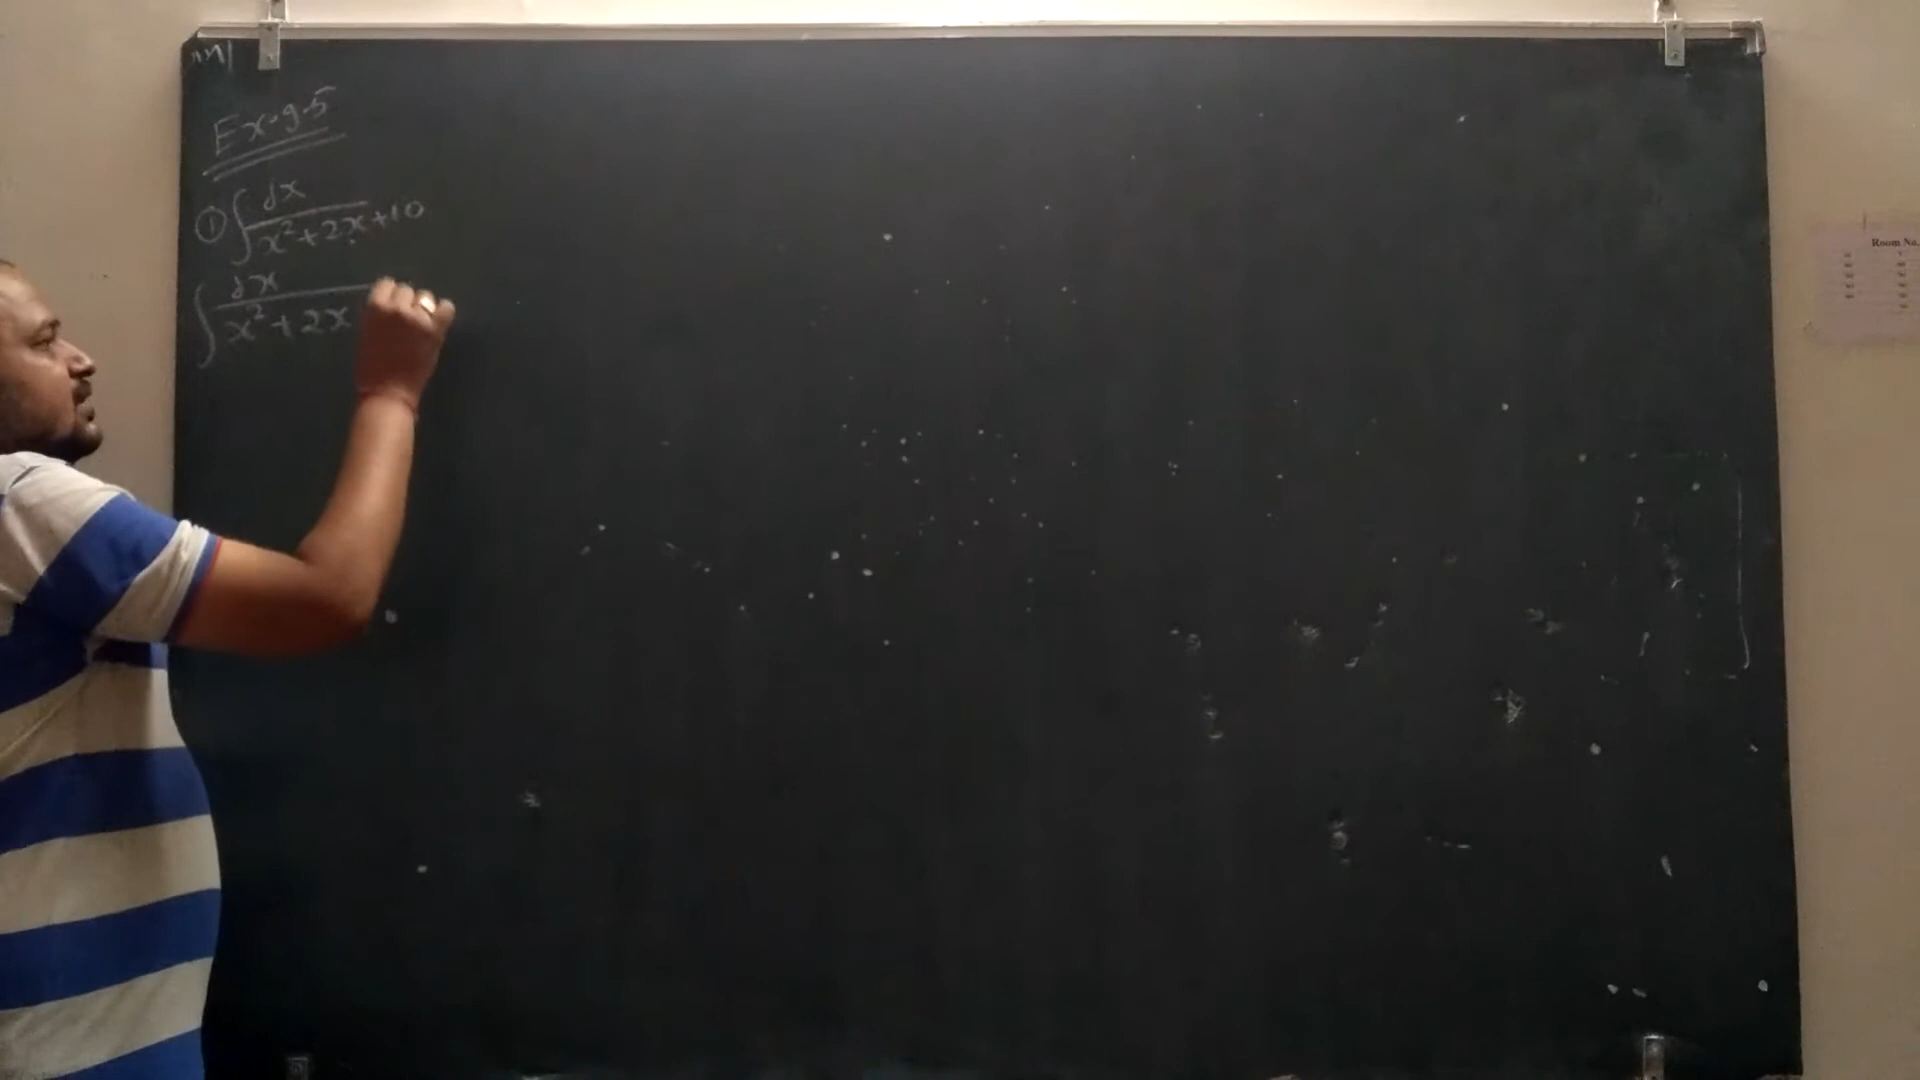 Ex-9.5
① ∫ dx / x² + 2x + 10
∫ dx / x² + 2x
Room No.